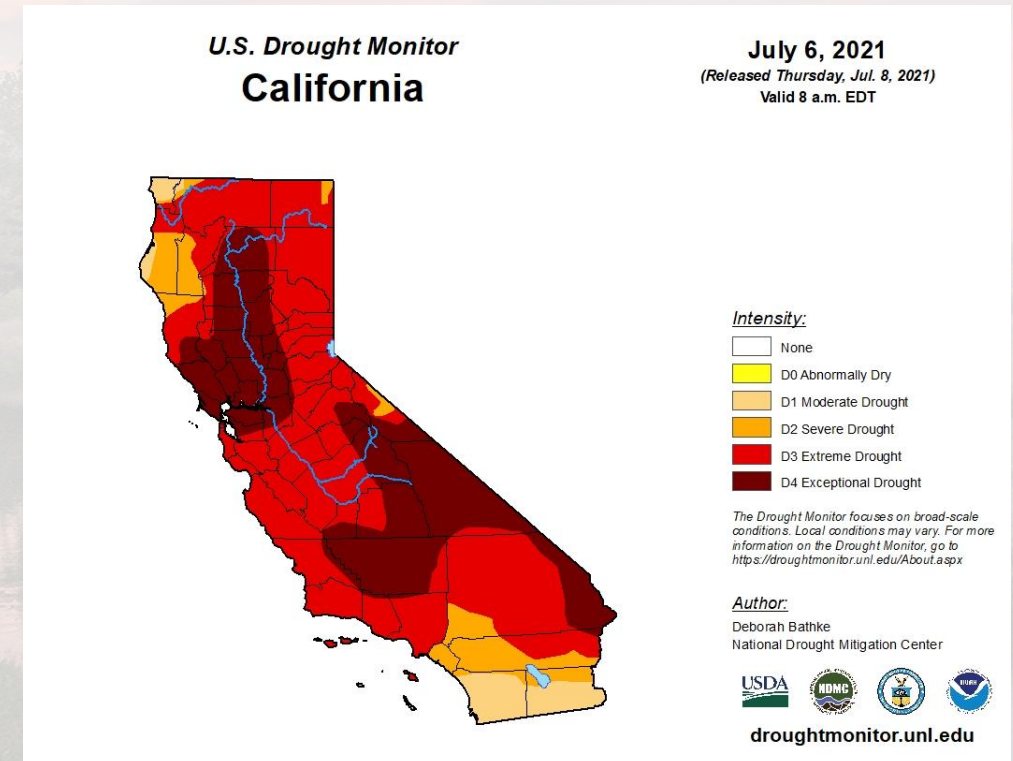 U.S. Drought Monitor
California
July 6, 2021
(Released Thursday, Jul. 8, 2021)
Valid 8 a.m. EDT
Intensity:
None
D0 Abnormally Dry
D1 Moderate Drought
D2 Severe Drought
D3 Extreme Drought
D4 Exceptional Drought
The Drought Monitor focuses on broad-scale
conditions. Local conditions may vary. For more
information on the Drought Monitor, go to
https://droughtmonitor.unl.edu/About.aspx
Author:
Deborah Bathke
National Drought Mitigation Center
USDA
NDMC
NOAA
droughtmonitor.unl.edu